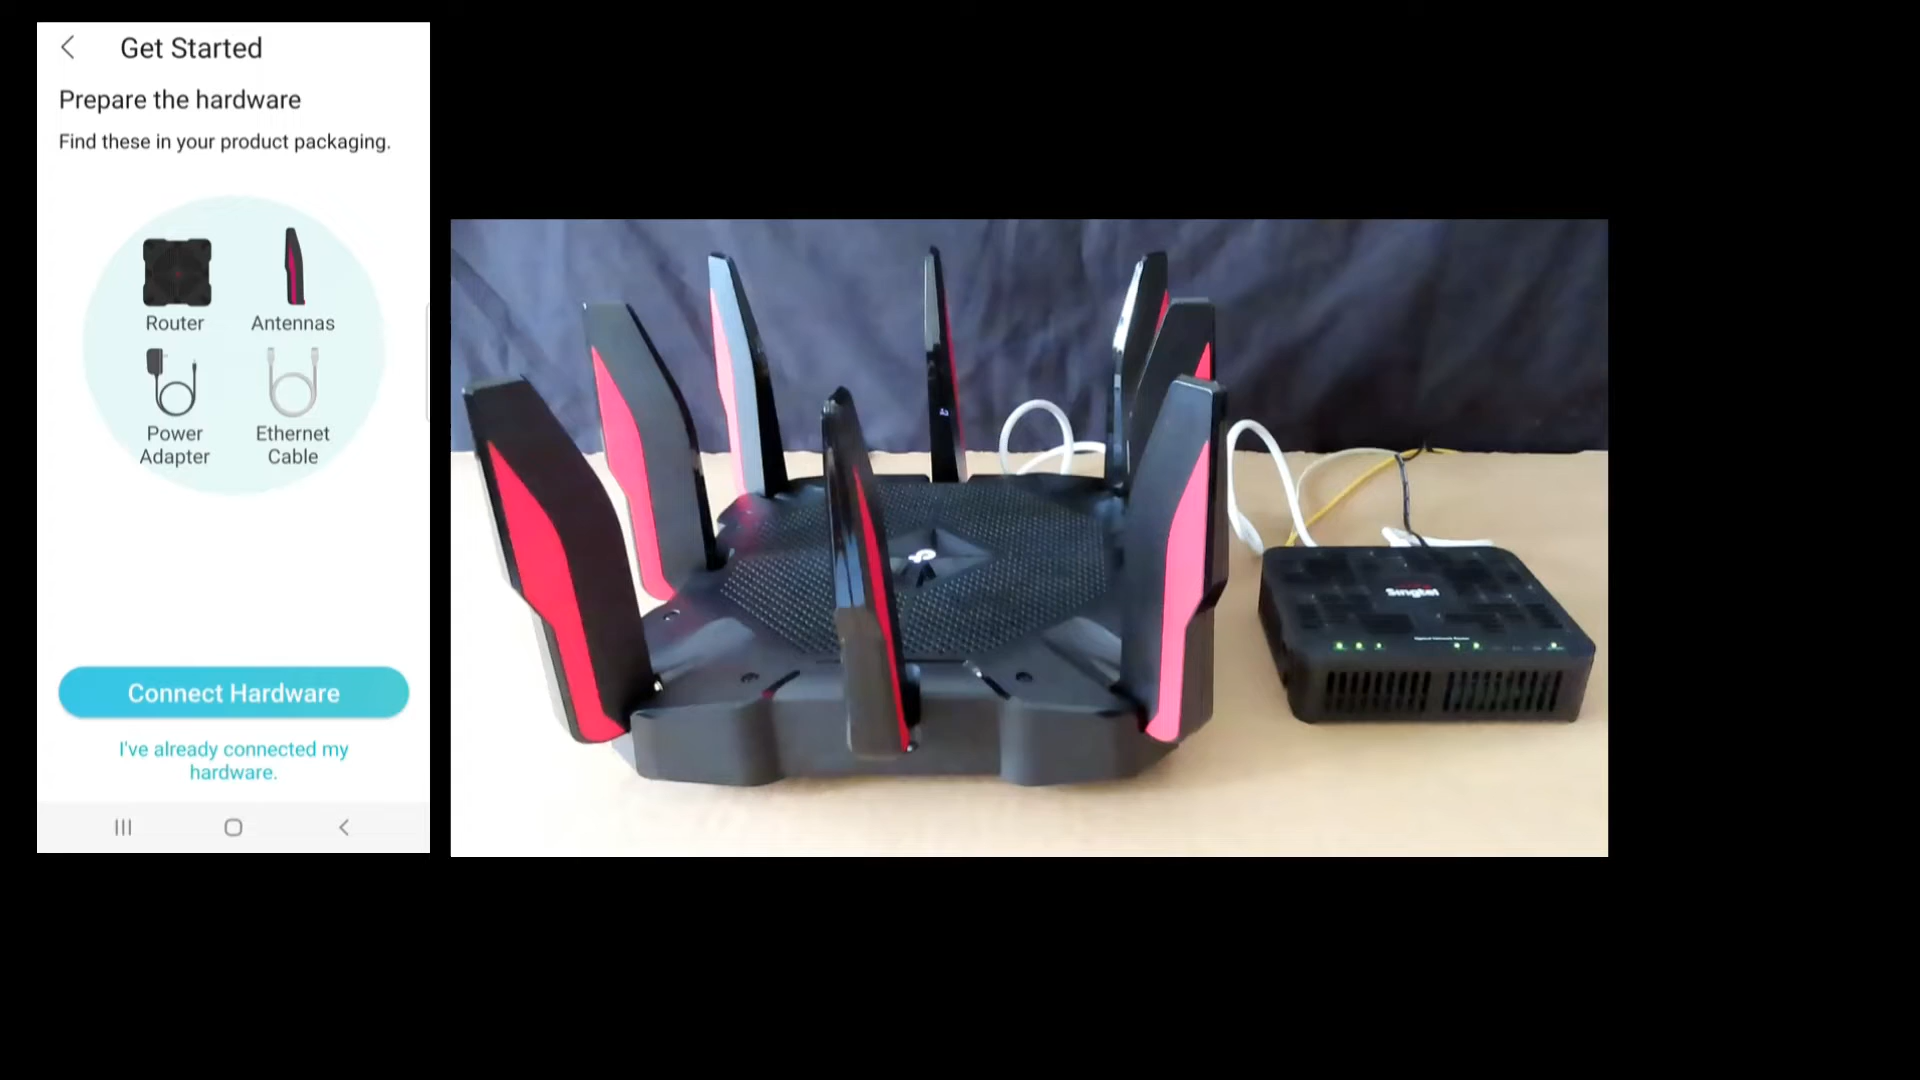 Get Started
Prepare the hardware
Find these in your product packaging.
Router
Antennas
Power
Adapter
Ethernet
Cable
Connect Hardware
I've already connected my
hardware.
Singtel